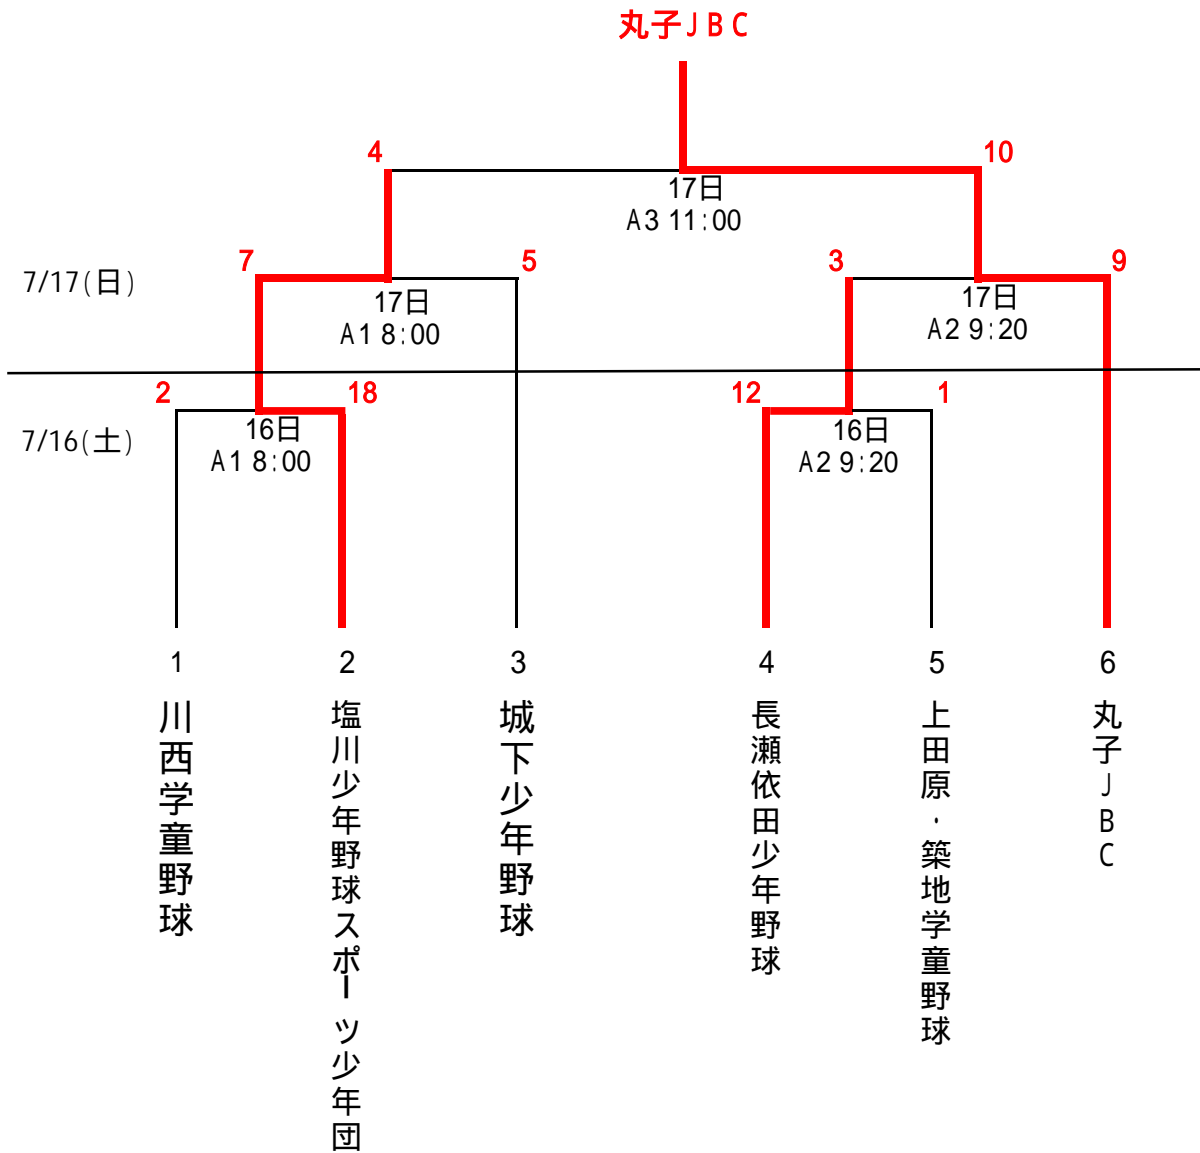 丸子JBC
4
10
17日
A3 11:00
7/17(日)
7
5
3
9
17日
A1 8:00
17日
A2 9:20
7/16(土)
2
18
12
1
16日
A1 8:00
16日
A2 9:20
1
2
3
4
5
6
川西学童野球
塩川少年野球スポーツ少年団
城下少年野球
長瀬依田少年野球
上田原・築地学童野球
丸子JBC